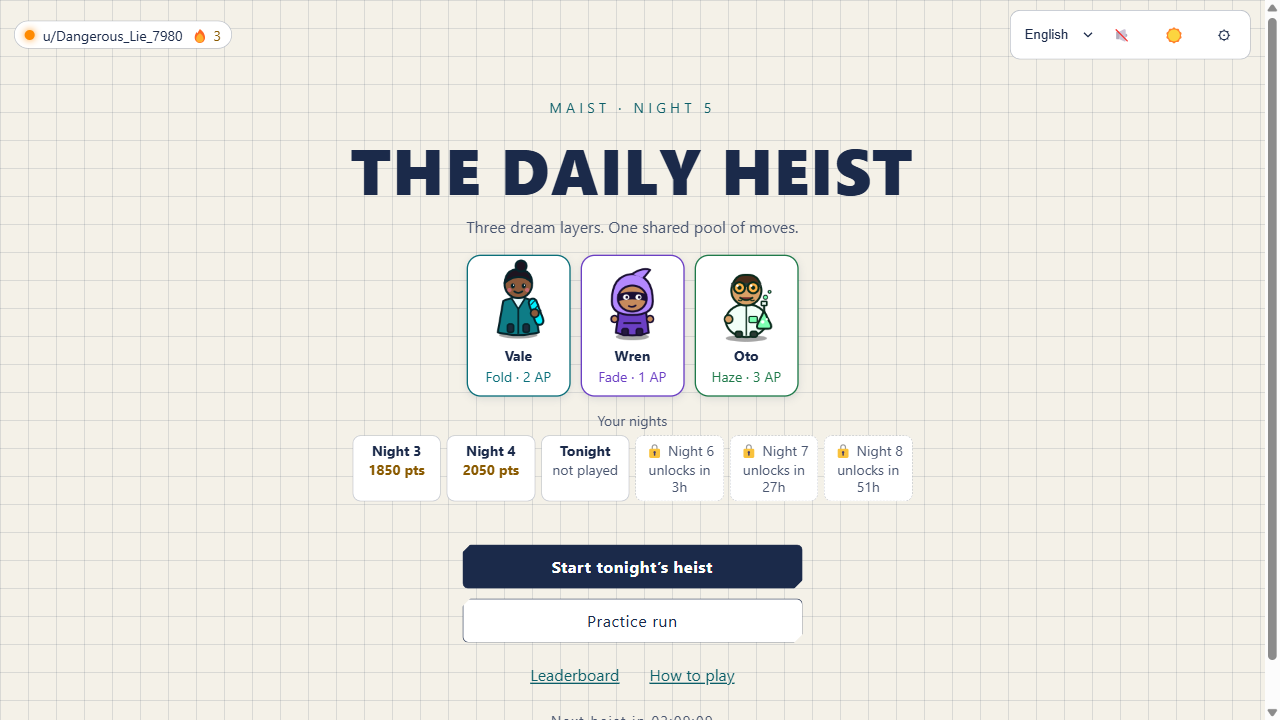 u/Dangerous_Lie_7980 3
English
MAIST · NIGHT 5
THE DAILY HEIST
Three dream layers. One shared pool of moves.
Vale
Fold · 2 AP
Wren
Fade · 1 AP
Oto
Haze · 3 AP
Your nights
Night 3
1850 pts
Night 4
2050 pts
Tonight
not played
Night 6
unlocks in
3h
Night 7
unlocks in
27h
Night 8
unlocks in
51h
Start tonight's heist
Practice run
Leaderboard
How to play
Next heist in